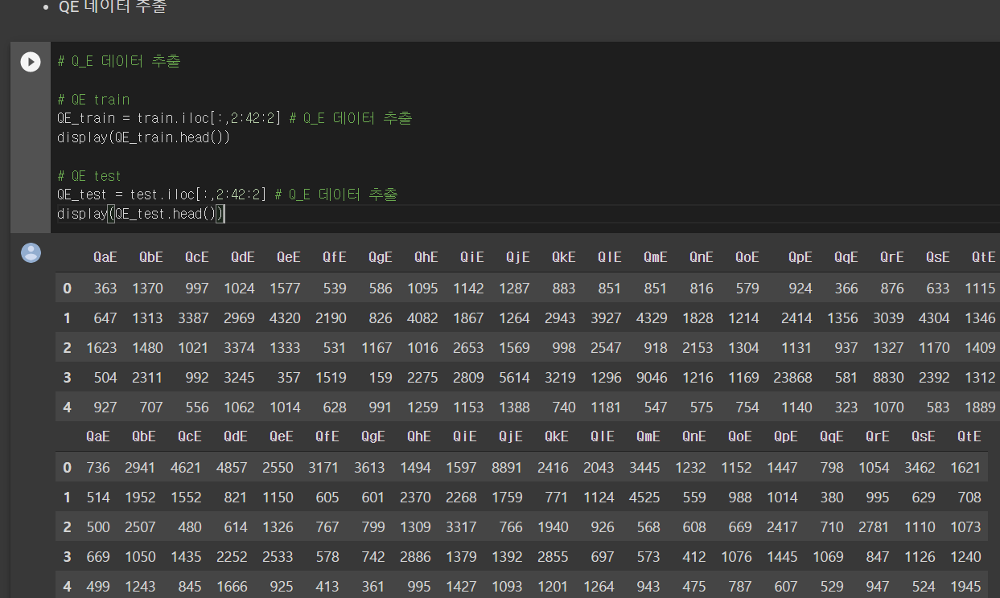 • QE 데이터 추출
# Q_E 데이터 추출
# QE train
QE_train = train.iloc[:,2:42:2] # Q_E 데이터 추출
display(QE_train.head())
# QE test
QE_test = test.iloc[:,2:42:2] # Q_E 데이터 추출
display(QE_test.head())
QaE QbE QcE QdE QeE QfE QgE QhE QiE QjE QkE QlE QmE QnE QoE QpE QqE QrE QsE QtE
0 363 1370 997 1024 1577 539 586 1095 1142 1287 883 851 851 816 579 924 366 876 633 1115
1 647 1313 3387 2969 4320 2190 826 4082 1867 1264 2943 3927 4329 1828 1214 2414 1356 3039 4304 1346
2 1623 1480 1021 3374 1333 531 1167 1016 2653 1569 998 2547 918 2153 1304 1131 937 1327 1170 1409
3 504 2311 992 3245 357 1519 159 2275 2809 5614 3219 1296 9046 1216 1169 23868 581 8830 2392 1312
4 927 707 556 1062 1014 628 991 1259 1153 1388 740 1181 547 575 754 1140 323 1070 583 1889
QaE QbE QcE QdE QeE QfE QgE QhE QiE QjE QkE QlE QmE QnE QoE QpE QqE QrE QsE QtE
0 736 2941 4621 4857 2550 3171 3613 1494 1597 8891 2416 2043 3445 1232 1152 1447 798 1054 3462 1621
1 514 1952 1552 821 1150 605 601 2370 2268 1759 771 1124 4525 559 988 1014 380 995 629 708
2 500 2507 480 614 1326 767 799 1309 3317 766 1940 926 568 608 669 2417 710 2781 1110 1073
3 669 1050 1435 2252 2533 578 742 2886 1379 1392 2855 697 573 412 1076 1445 1069 847 1126 1240
4 499 1243 845 1666 925 413 361 995 1427 1093 1201 1264 943 475 787 607 529 947 524 1945